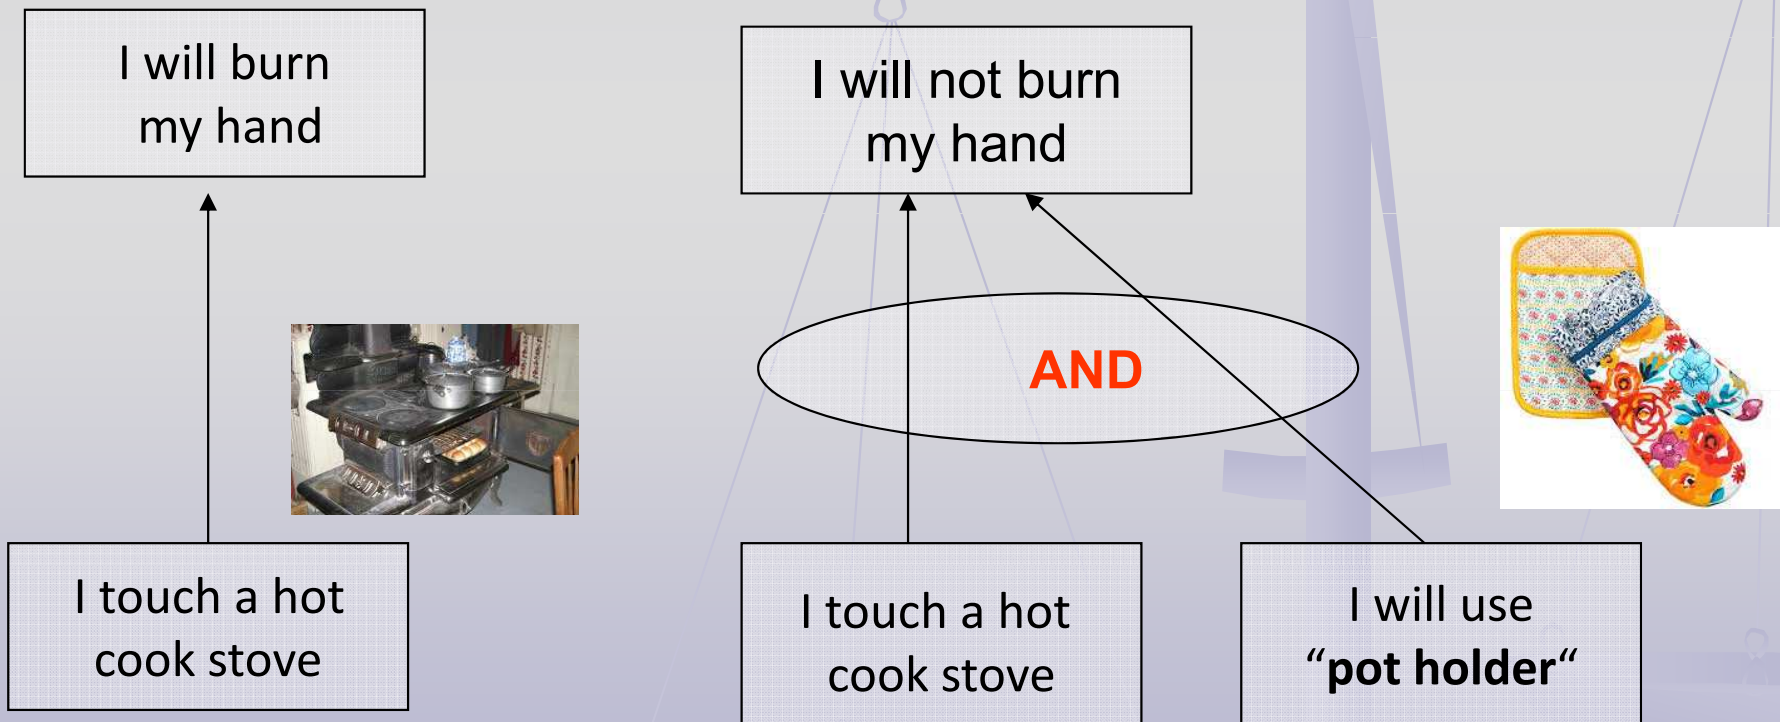 I will burn
my hand
I will not burn
my hand
AND
I touch a hot
cook stove
I touch a hot
cook stove
I will use
“pot holder“